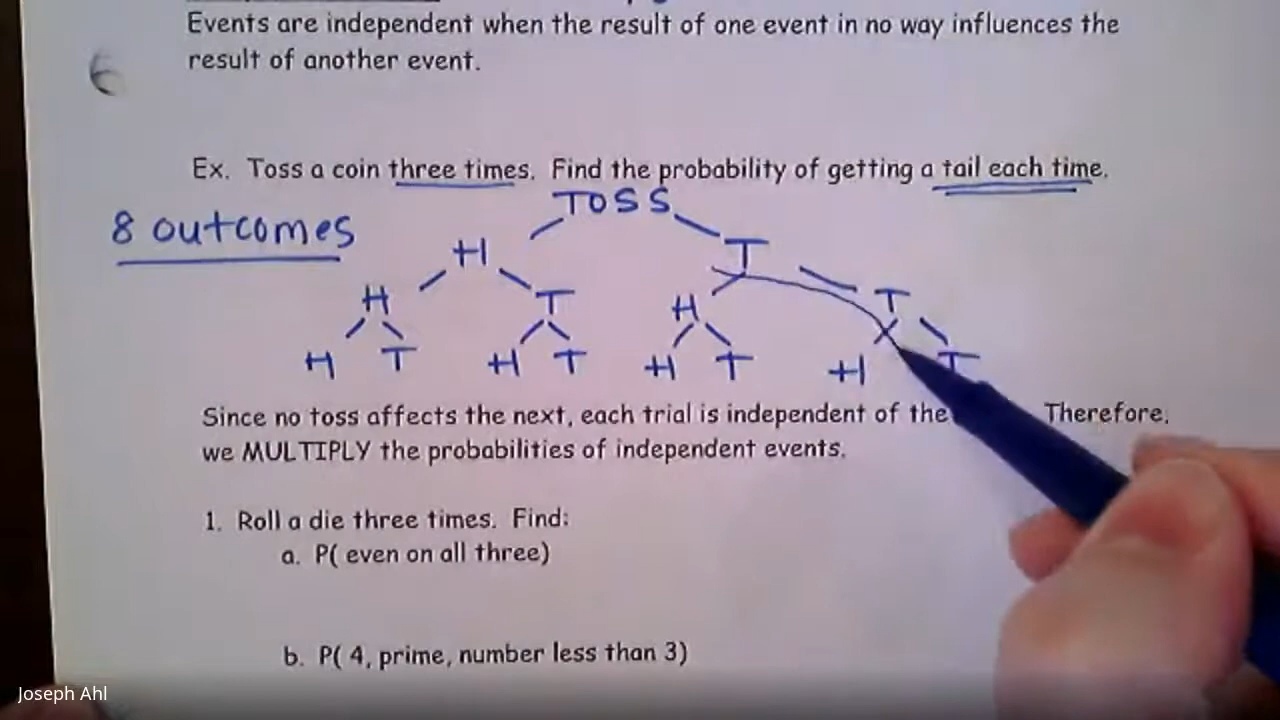 Events are independent when the result of one event in no way influences the
result of another event.
6
Ex. Toss a coin three times. Find the probability of getting a tail each time.
TOSS
8 outcomes
H T
H T H T
H T H T H T H T
Since no toss affects the next, each trial is independent of the Therefore,
we MULTIPLY the probabilities of independent events.
1. Roll a die three times. Find:
a. P( even on all three)
b. P( 4, prime, number less than 3)
Joseph Ahl